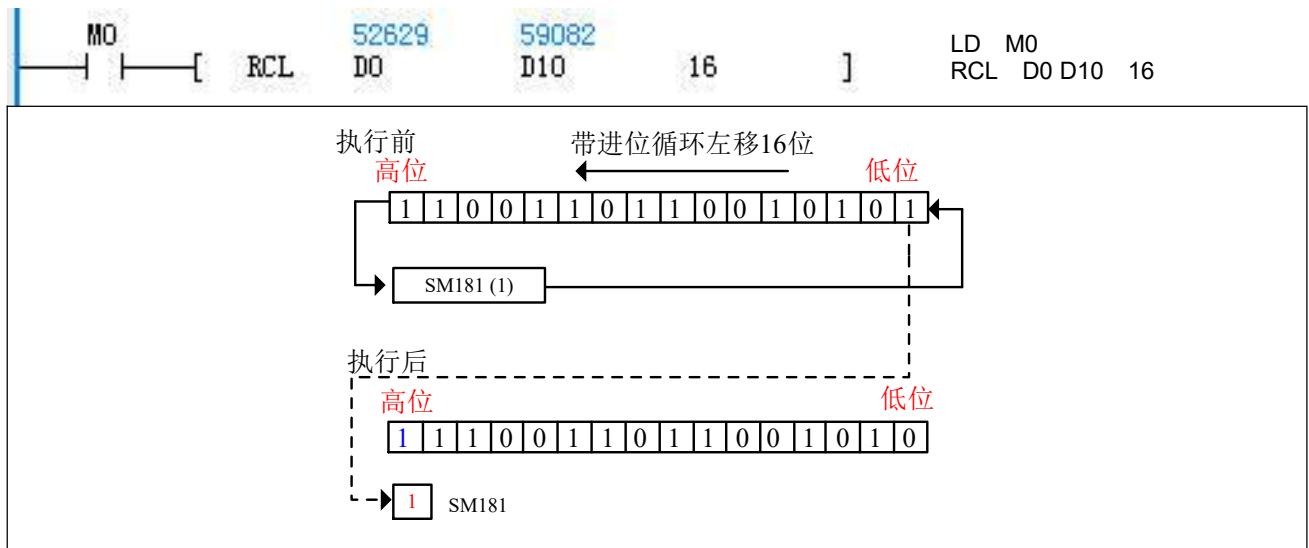 M0 52629 59082
RCL D0 D10 16
LD M0
RCL D0 D10 16
执行前 带进位循环左移16位
高位 低位
1 1 0 0 1 1 0 1 1 0 0 1 0 1 0 1
SM181 (1)
执行后
高位 低位
1 1 1 0 0 1 1 0 1 1 0 0 1 0 1 0
1 SM181